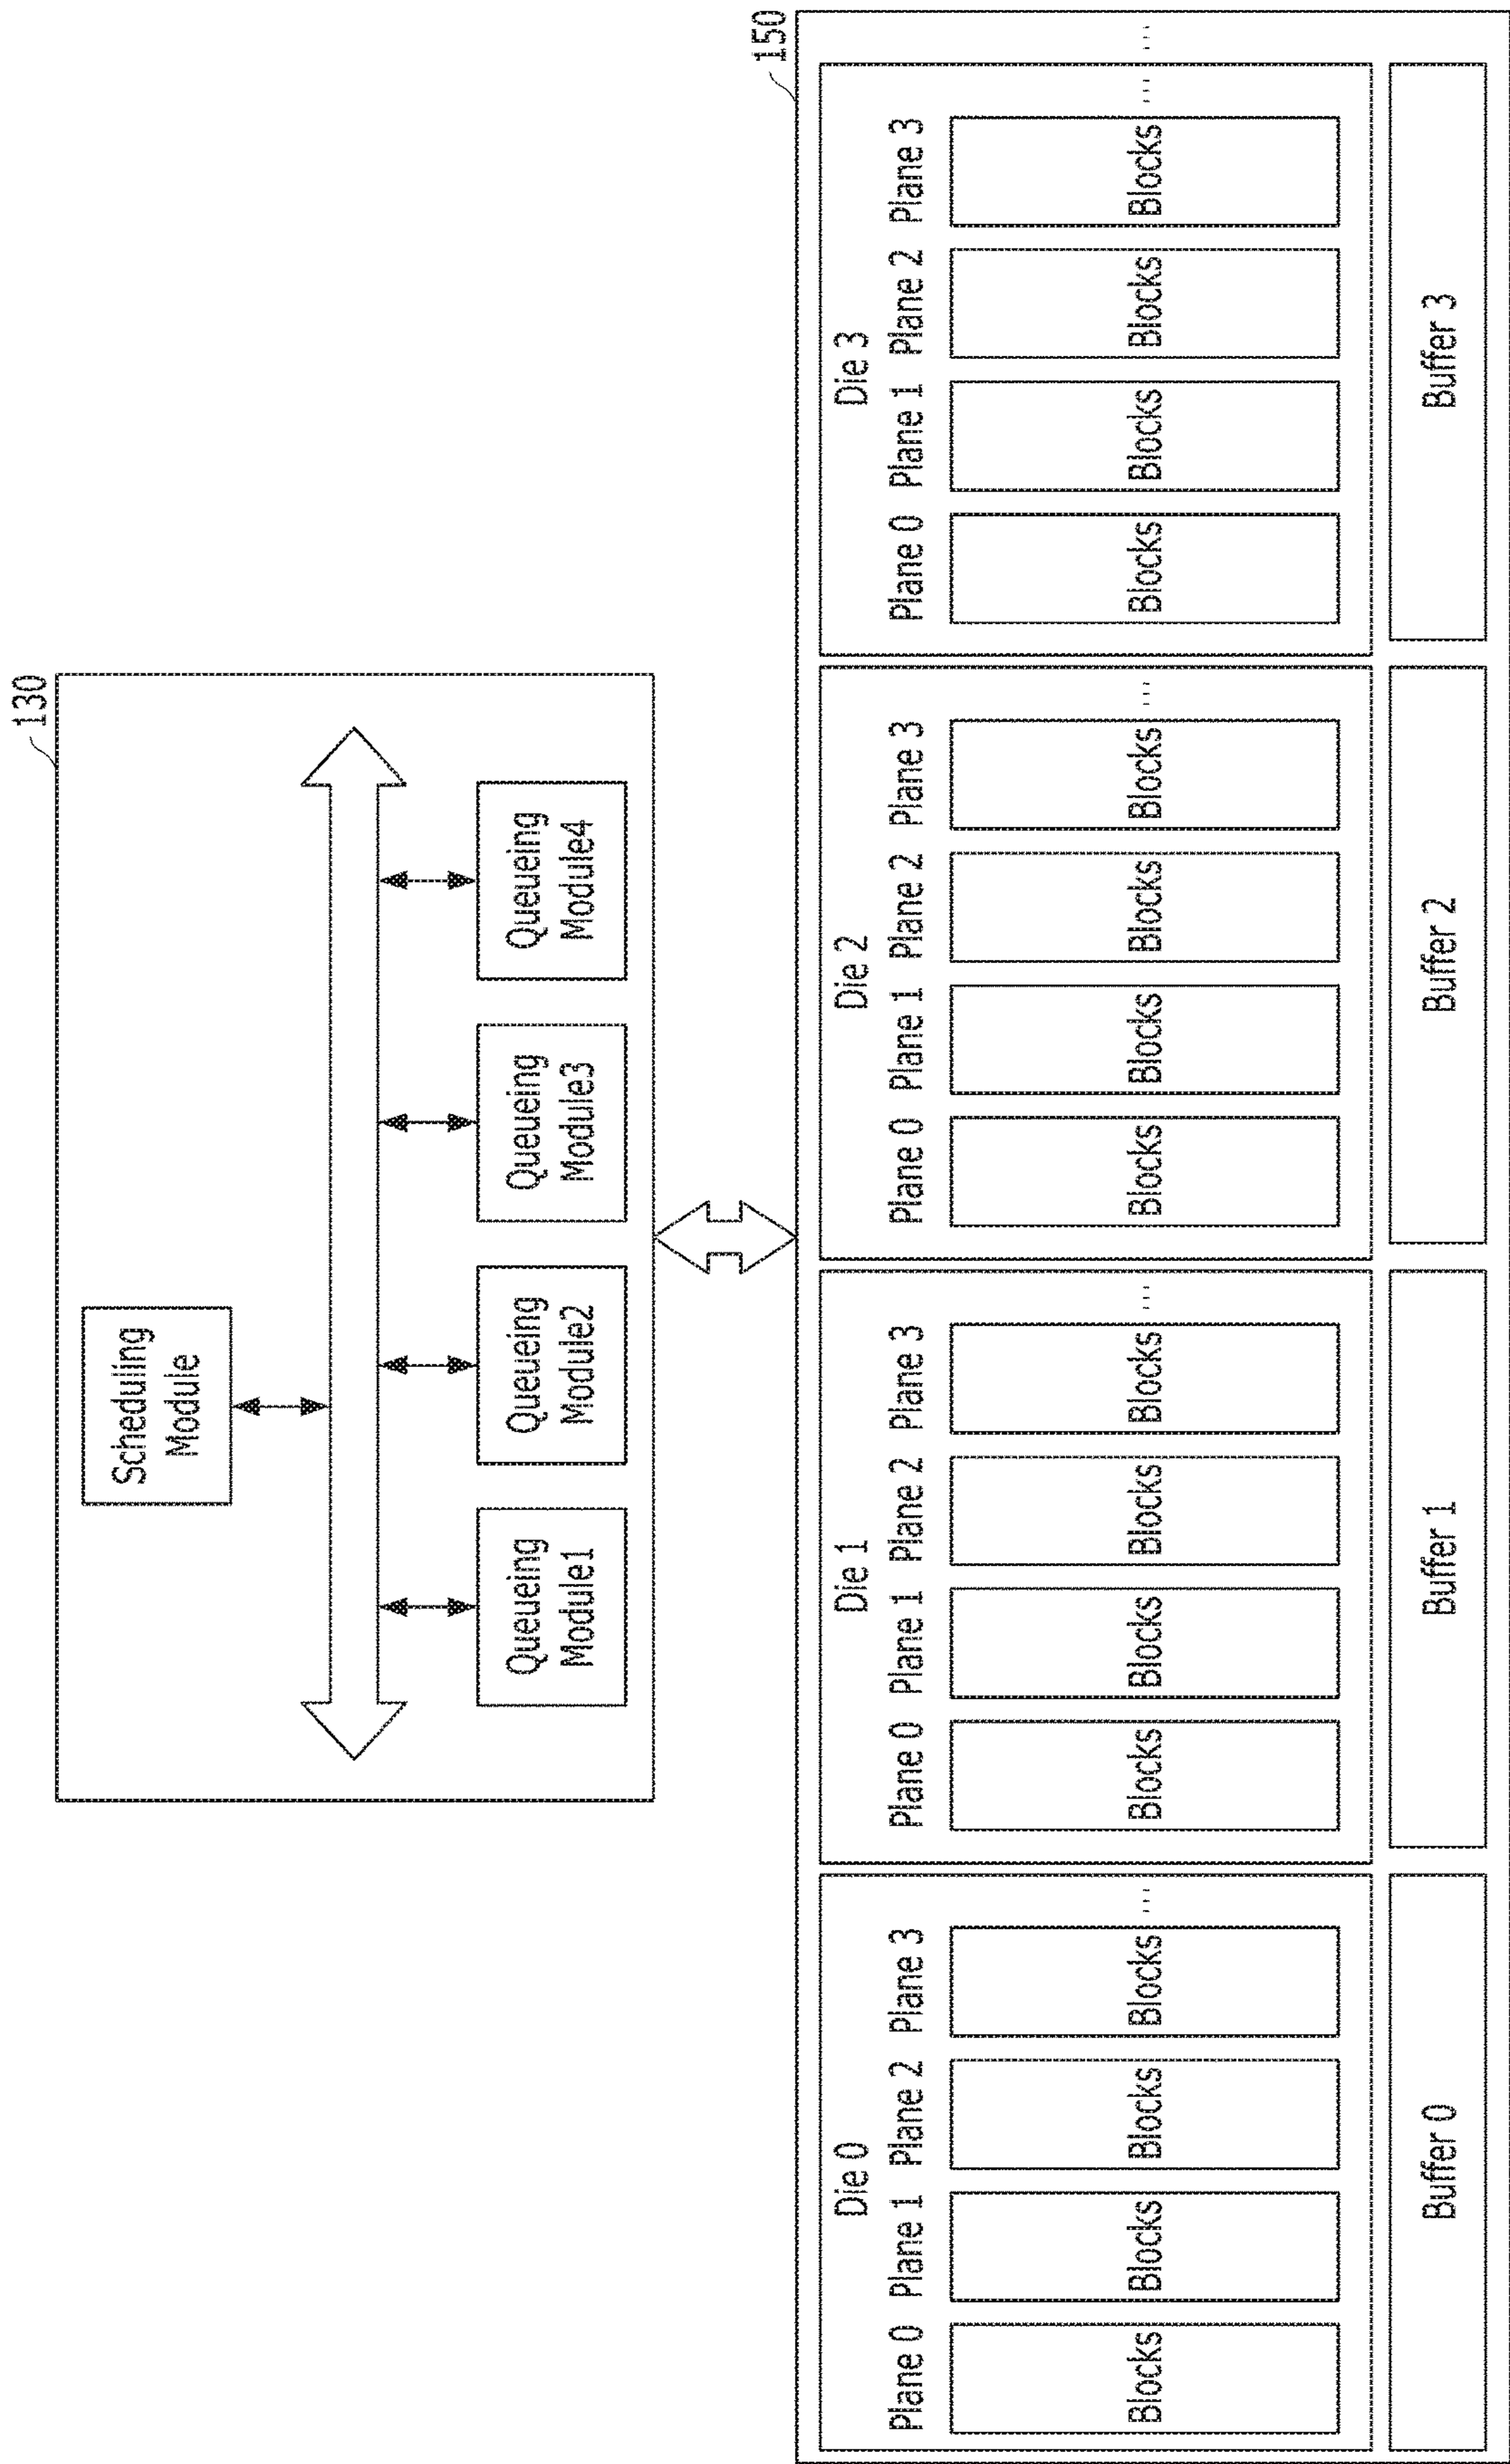 130
Scheduling
Module
Queueing
Module1
Queueing
Module2
Queueing
Module3
Queueing
Module4
150
Die 0
Plane 0 Plane 1 Plane 2 Plane 3
Blocks Blocks Blocks Blocks ...
Buffer 0
Die 1
Plane 0 Plane 1 Plane 2 Plane 3
Blocks Blocks Blocks Blocks ...
Buffer 1
Die 2
Plane 0 Plane 1 Plane 2 Plane 3
Blocks Blocks Blocks Blocks ...
Buffer 2
Die 3
Plane 0 Plane 1 Plane 2 Plane 3
Blocks Blocks Blocks Blocks ... ...
Buffer 3